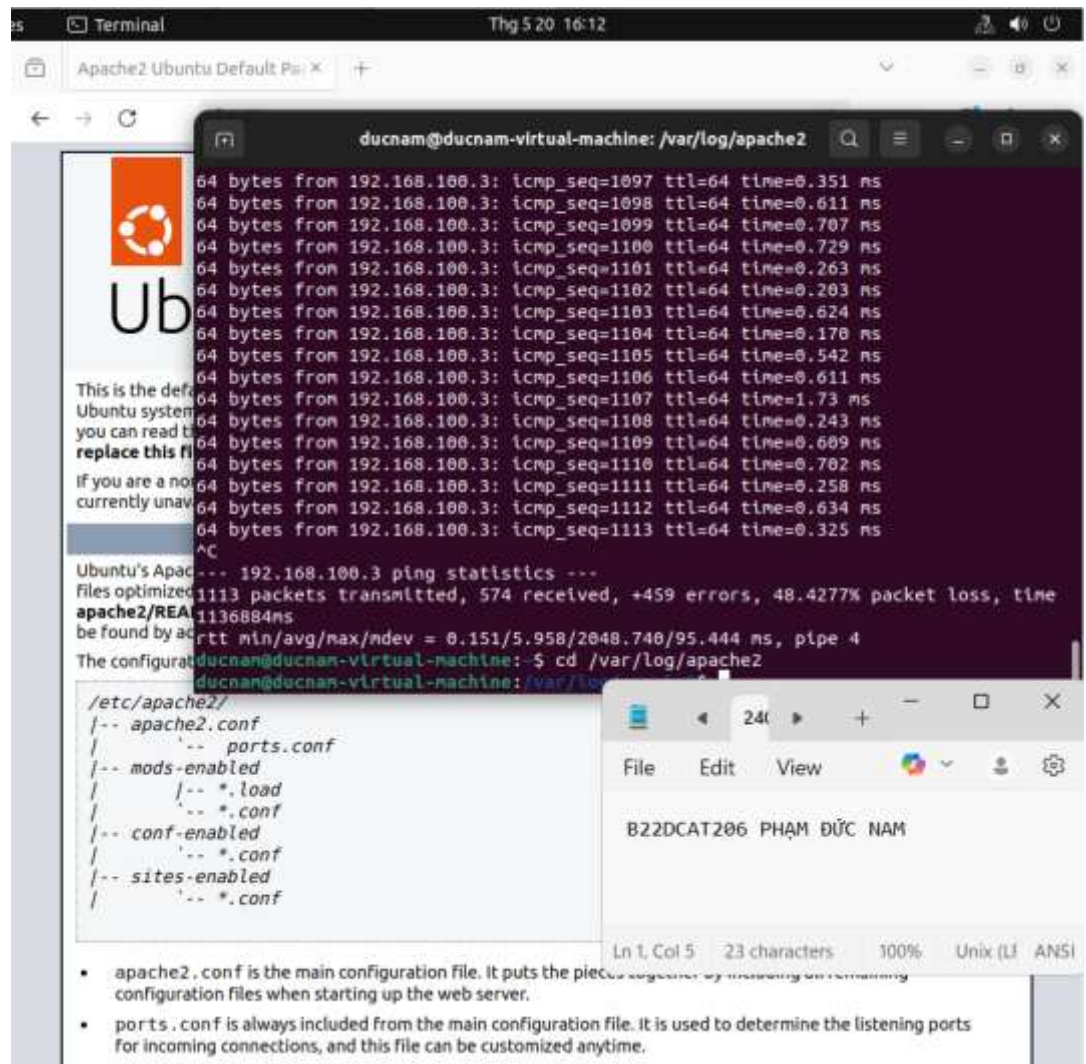 Terminal
Thg 5 20 16:12
Apache2 Ubuntu Default Pa
ducnam@ducnam-virtual-machine: /var/log/apache2
64 bytes from 192.168.100.3: icmp_seq=1097 ttl=64 time=0.351 ms
64 bytes from 192.168.100.3: icmp_seq=1098 ttl=64 time=0.611 ms
64 bytes from 192.168.100.3: icmp_seq=1099 ttl=64 time=0.707 ms
64 bytes from 192.168.100.3: icmp_seq=1100 ttl=64 time=0.729 ms
64 bytes from 192.168.100.3: icmp_seq=1101 ttl=64 time=0.263 ms
64 bytes from 192.168.100.3: icmp_seq=1102 ttl=64 time=0.203 ms
64 bytes from 192.168.100.3: icmp_seq=1103 ttl=64 time=0.624 ms
64 bytes from 192.168.100.3: icmp_seq=1104 ttl=64 time=0.170 ms
64 bytes from 192.168.100.3: icmp_seq=1105 ttl=64 time=0.542 ms
64 bytes from 192.168.100.3: icmp_seq=1106 ttl=64 time=0.611 ms
64 bytes from 192.168.100.3: icmp_seq=1107 ttl=64 time=1.73 ms
64 bytes from 192.168.100.3: icmp_seq=1108 ttl=64 time=0.243 ms
64 bytes from 192.168.100.3: icmp_seq=1109 ttl=64 time=0.609 ms
64 bytes from 192.168.100.3: icmp_seq=1110 ttl=64 time=0.702 ms
64 bytes from 192.168.100.3: icmp_seq=1111 ttl=64 time=0.258 ms
64 bytes from 192.168.100.3: icmp_seq=1112 ttl=64 time=0.634 ms
64 bytes from 192.168.100.3: icmp_seq=1113 ttl=64 time=0.325 ms
^C
--- 192.168.100.3 ping statistics ---
1113 packets transmitted, 574 received, +459 errors, 48.4277% packet loss, time
1136884ms
rtt min/avg/max/mdev = 0.151/5.958/2048.740/95.444 ms, pipe 4
ducnam@ducnam-virtual-machine:~$ cd /var/log/apache2
ducnam@ducnam-virtual-machine:
Ub
This is the defa
Ubuntu system
you can read t
replace this fi
If you are a no
currently unav
Ubuntu's Apac
files optimized
apache2/REA
be found by ac
The configurat
/etc/apache2/
|-- apache2.conf
|       `--  ports.conf
|-- mods-enabled
|       |-- *.load
|       `-- *.conf
|-- conf-enabled
|       `-- *.conf
|-- sites-enabled
|       `-- *.conf
240
File Edit View
B22DCAT206 PHẠM ĐỨC NAM
Ln 1, Col 5 23 characters 100% Unix (LF ANSI
apache2.conf is the main configuration file. It puts the pieces together by including all remaining
configuration files when starting up the web server.
ports.conf is always included from the main configuration file. It is used to determine the listening ports
for incoming connections, and this file can be customized anytime.